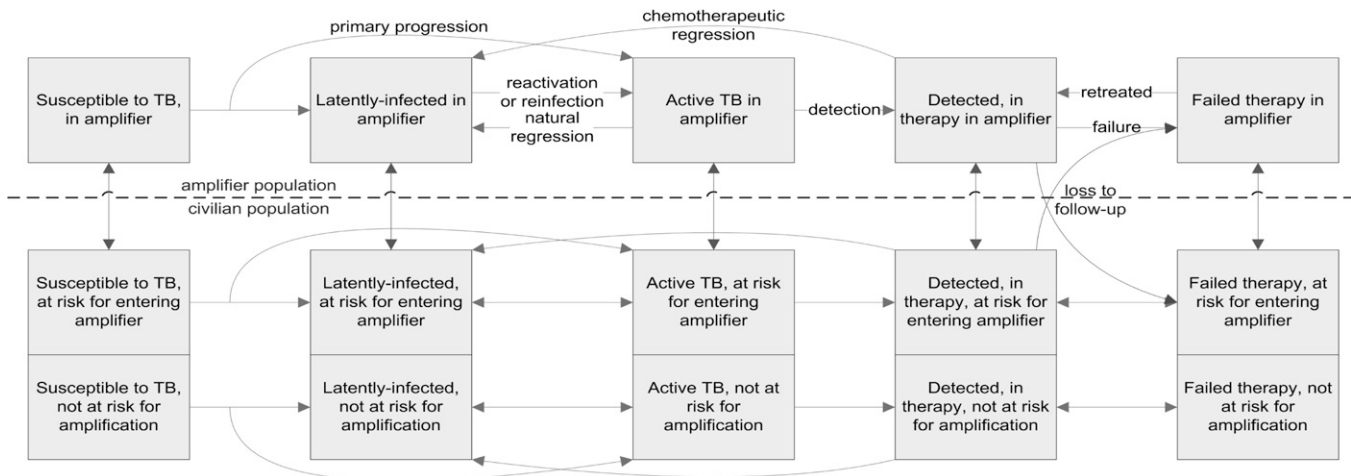 primary progression
chemotherapeutic
regression
Susceptible to TB,
in amplifier
Latently-infected in
amplifier
reactivation
or reinfection
natural
regression
Active TB in
amplifier
detection
Detected, in
therapy in amplifier
retreated
failure
Failed therapy in
amplifier
amplifier population
civilian population
loss to
follow-up
Susceptible to TB,
at risk for entering
amplifier
Latently-infected,
at risk for entering
amplifier
Active TB, at risk
for entering
amplifier
Detected, in
therapy, at risk for
entering amplifier
Failed therapy, at
risk for entering
amplifier
Susceptible to TB,
not at risk for
amplification
Latently-infected,
not at risk for
amplification
Active TB, not at
risk for
amplification
Detected, in
therapy, not at risk
for amplification
Failed therapy, not
at risk for
amplification